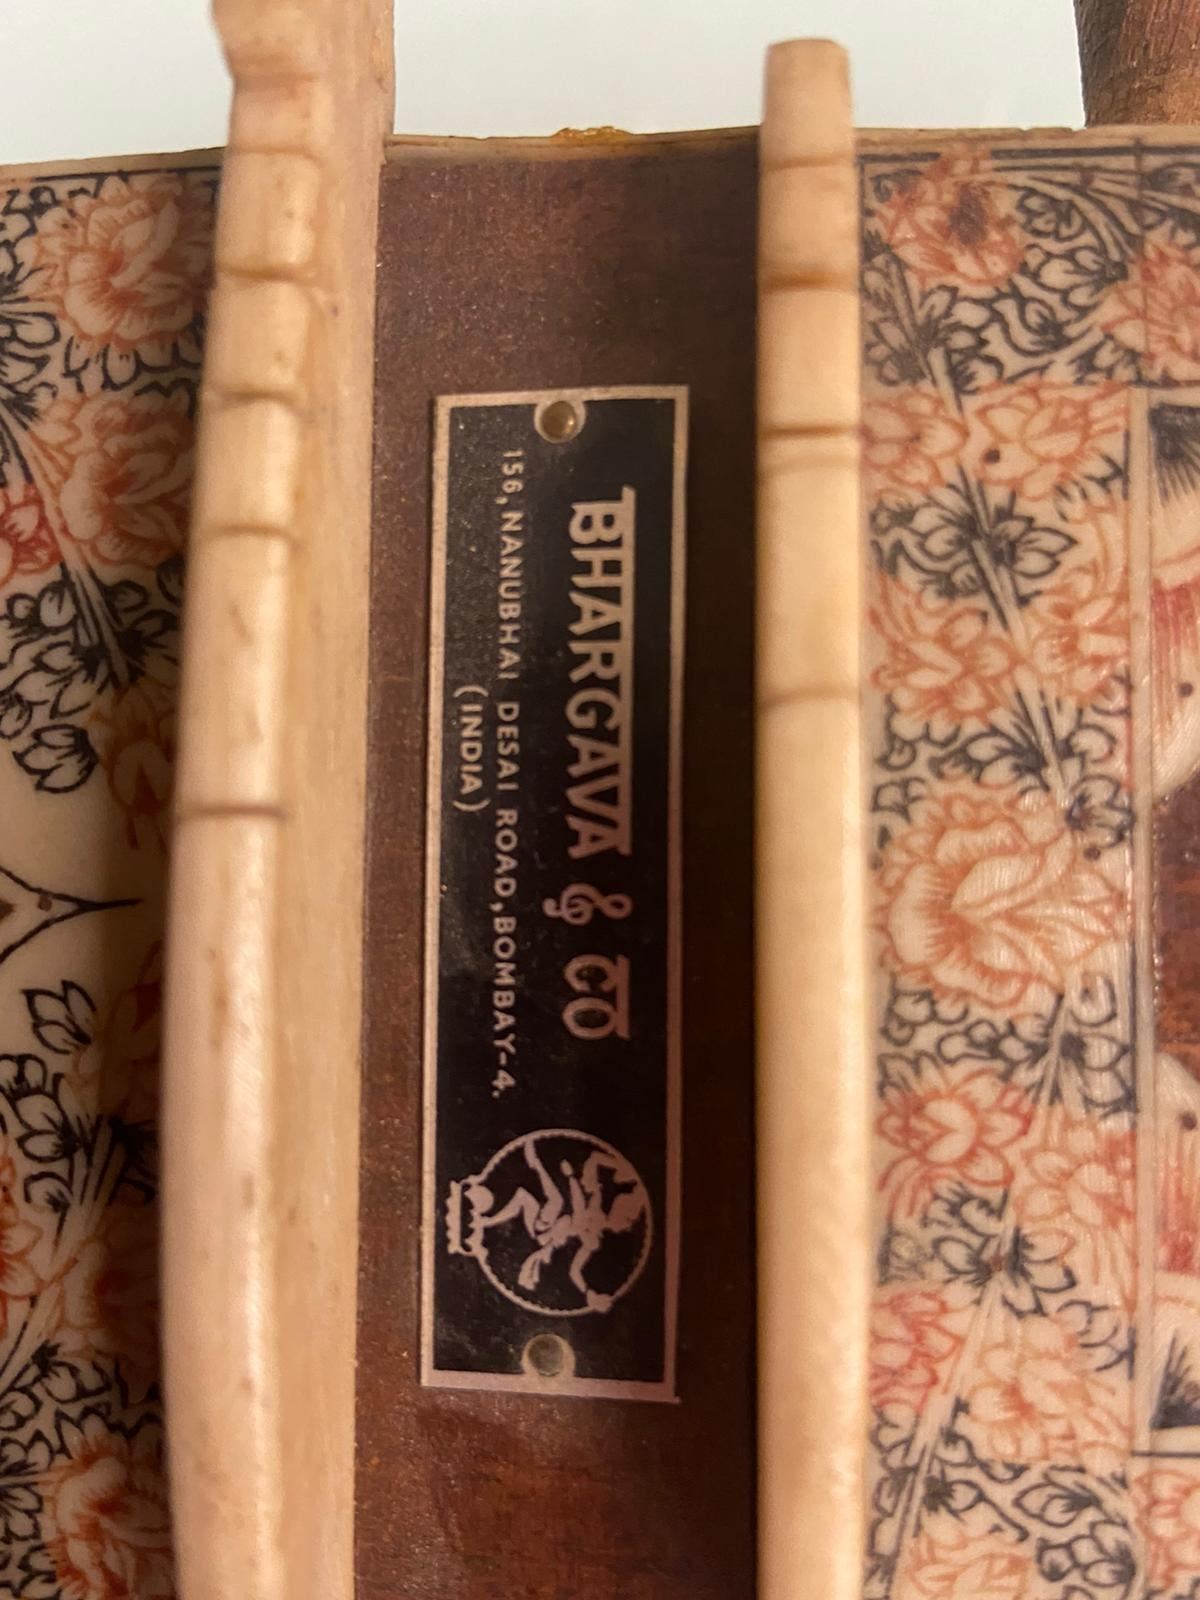 BHARGAVA & CO
156, NANUBHAI DESAI ROAD, BOMBAY-4.
(INDIA)